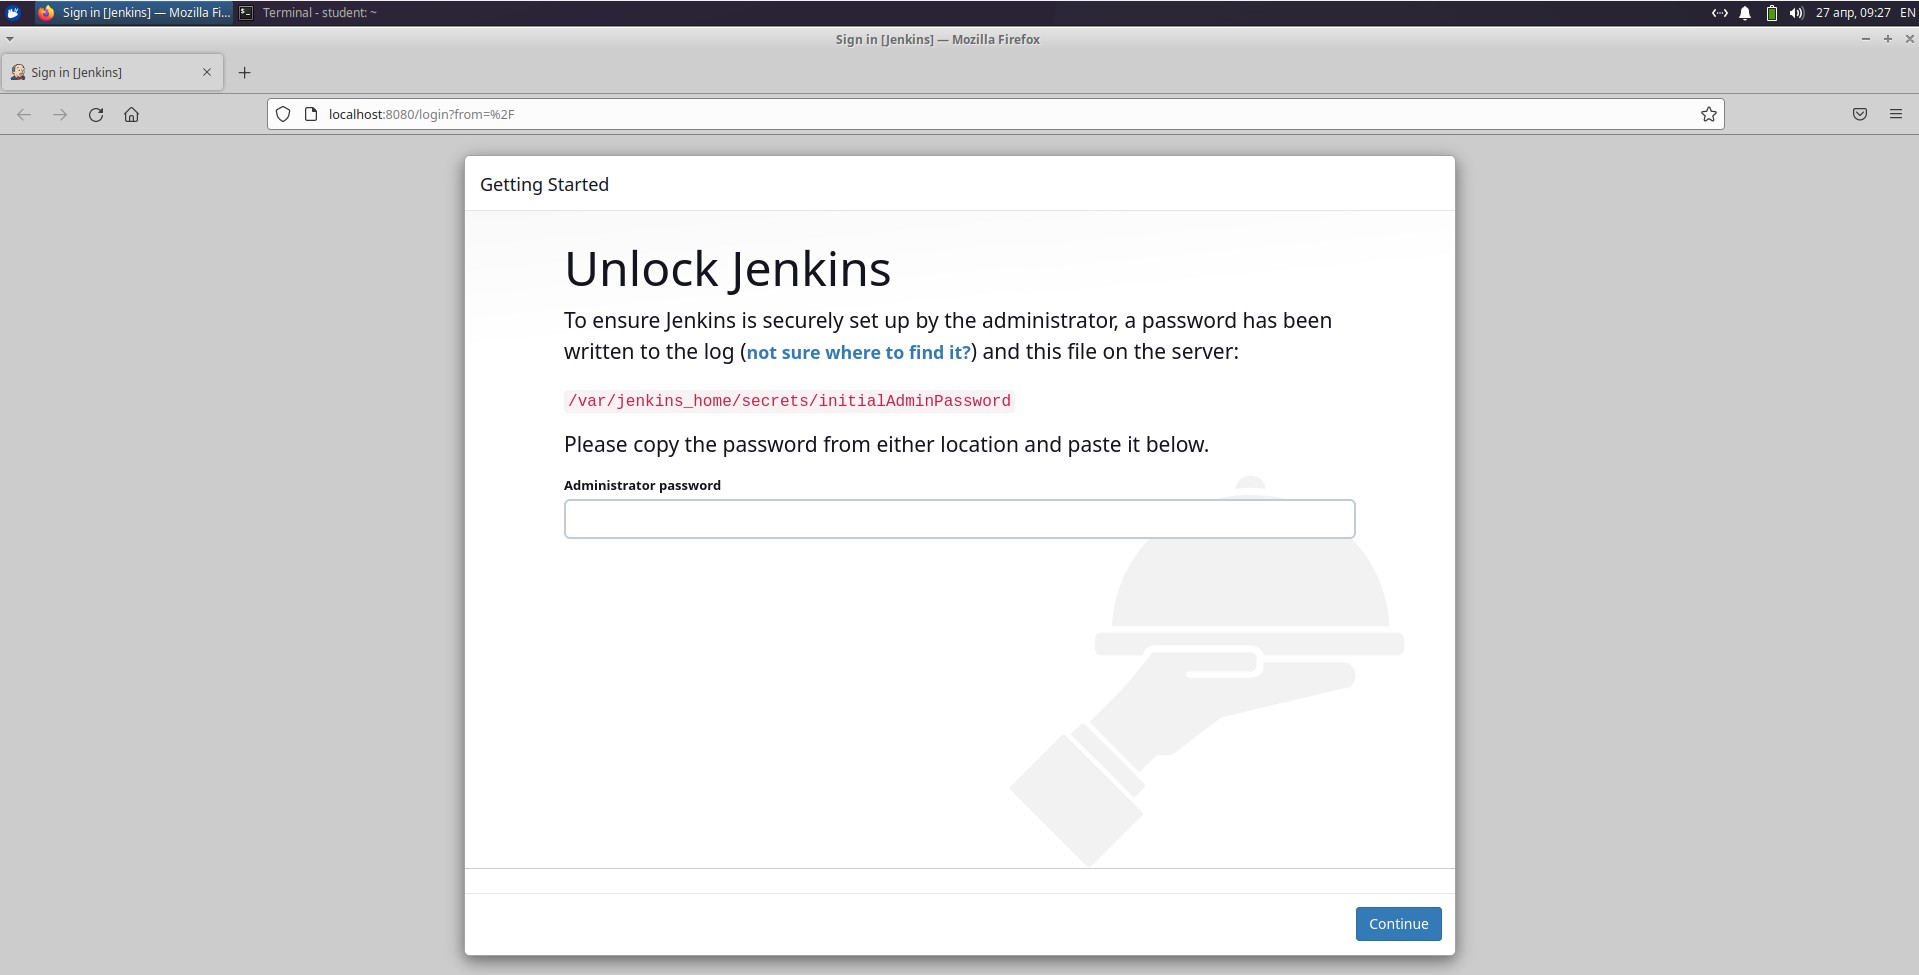 Sign in [Jenkins] — Mozilla Fi...
Terminal - student: ~
27 апр, 09:27
EN
Sign in [Jenkins] — Mozilla Firefox
Sign in [Jenkins]
localhost:8080/login?from=%2F
Getting Started
Unlock Jenkins
To ensure Jenkins is securely set up by the administrator, a password has been
written to the log (not sure where to find it?) and this file on the server:
/var/jenkins_home/secrets/initialAdminPassword
Please copy the password from either location and paste it below.
Administrator password
Continue